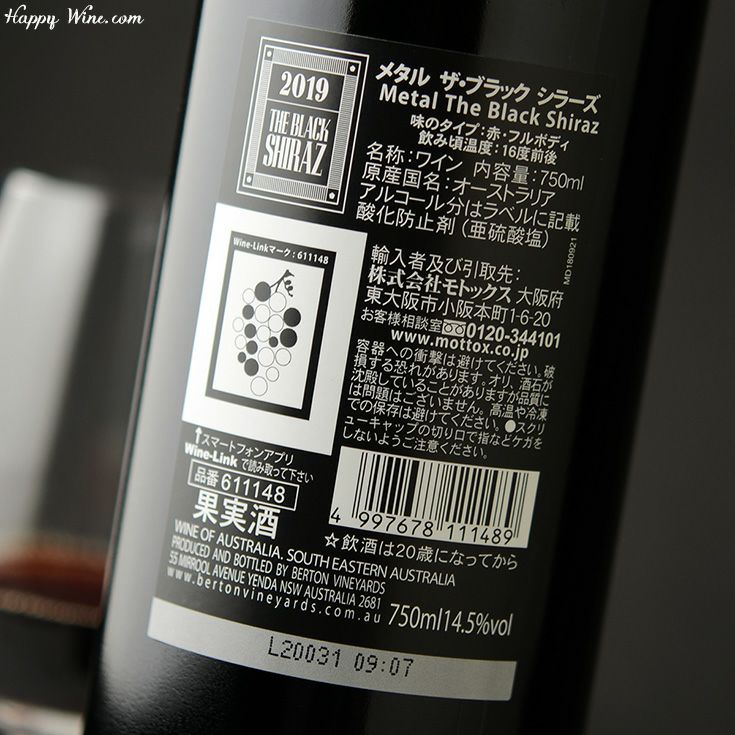 Happy Wine.com
2019
THE BLACK
SHIRAZ
メタル ザ・ブラック シラーズ
Metal The Black Shiraz
味のタイプ：赤・フルボディ
飲み頃温度：16度前後
名称：ワイン 内容量：750ml
原産国名：オーストラリア
アルコール分はラベルに記載
酸化防止剤（亜硫酸塩）
MD180921
輸入者及び引取先：
株式会社モトックス 大阪府
東大阪市小阪本町1-6-20
お客様相談室 0120-344101
www.mottox.co.jp
容器への衝撃は避けてください。破
損する恐れがあります。オリ、酒石が
沈殿していることがありますが品質に
は問題はございません。高温や冷凍
での保存は避けてください。●スクリ
ューキャップの切り口で指などケガを
しないようご注意ください。
Wine-Linkマーク：611148
↑スマートフォンアプリ
Wine-Link で読み取って下さい
品番 611148
果実酒
4 997678 111489
☆飲酒は20歳になってから
WINE OF AUSTRALIA. SOUTH EASTERN AUSTRALIA
PRODUCED AND BOTTLED BY BERTON VINEYARDS
55 MIRROOL AVENUE YENDA NSW AUSTRALIA 2681
www.bertonvineyards.com.au
750ml14.5%vol
L20031 09:07